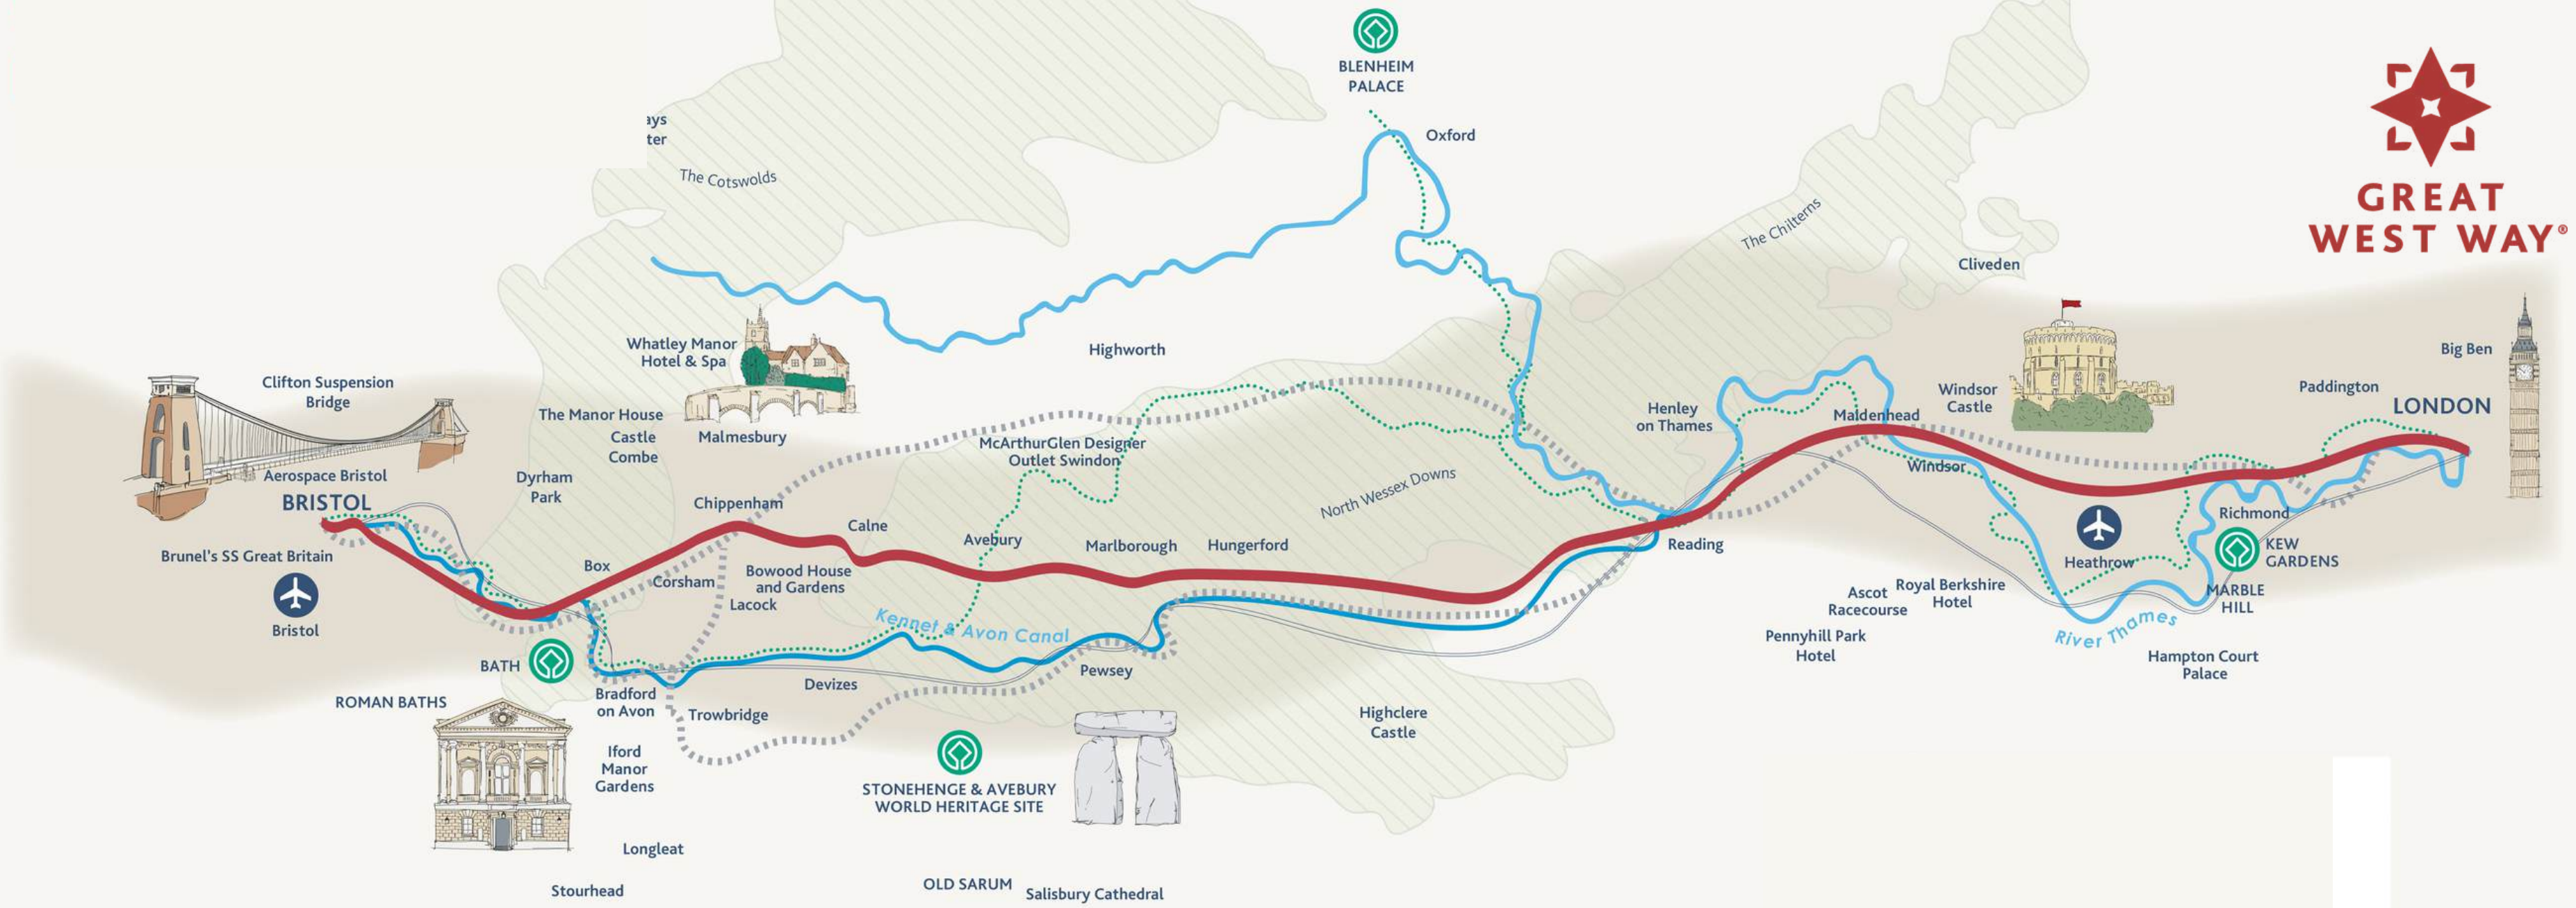 BLENHEIM
PALACE
Oxford
ays
ter
The Cotswolds
The Chilterns
Cliveden
GREAT
WEST WAY®
Whatley Manor
Hotel & Spa
Highworth
Big Ben
Clifton Suspension
Bridge
The Manor House
Castle
Combe
Malmesbury
McArthurGlen Designer
Outlet Swindon
Henley
on Thames
Maidenhead
Windsor
Castle
Paddington
LONDON
Aerospace Bristol
BRISTOL
Dyrham
Park
Chippenham
North Wessex Downs
Windsor
Richmond
Brunel's SS Great Britain
Box
Corsham
Calne
Bowood House
and Gardens
Lacock
Avebury
Marlborough
Hungerford
Reading
Heathrow
KEW
GARDENS
MARBLE
HILL
Bristol
Kennet & Avon Canal
Ascot
Racecourse
Royal Berkshire
Hotel
Pennyhill Park
Hotel
River Thames
Hampton Court
Palace
BATH
ROMAN BATHS
Bradford
on Avon
Trowbridge
Devizes
Pewsey
Highclere
Castle
Iford
Manor
Gardens
STONEHENGE & AVEBURY
WORLD HERITAGE SITE
Longleat
Stourhead
OLD SARUM
Salisbury Cathedral